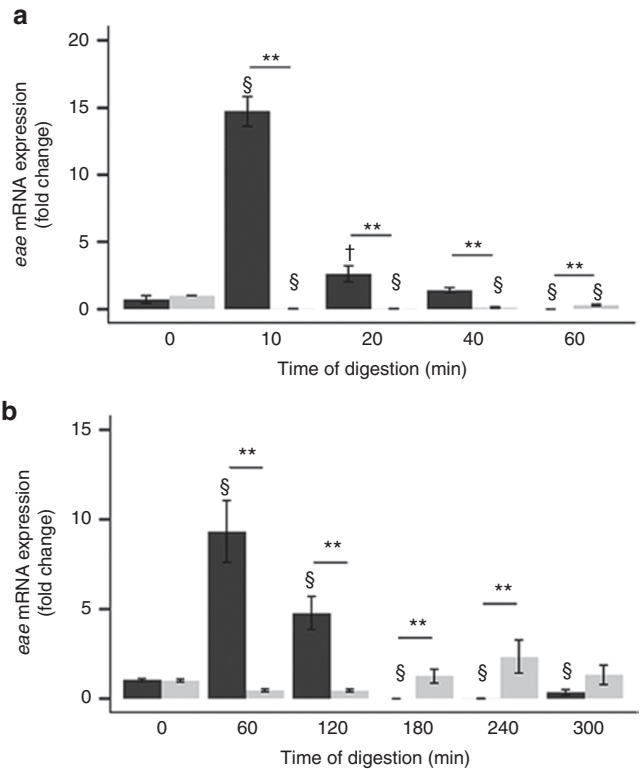 a
20
15
10
5
0
eae mRNA expression
(fold change)
**
§
§
**
†
§
**
§
**
§
§
0 10 20 40 60
Time of digestion (min)
b
15
10
5
0
eae mRNA expression
(fold change)
**
§
**
§
**
§
**
§
§
0 60 120 180 240 300
Time of digestion (min)